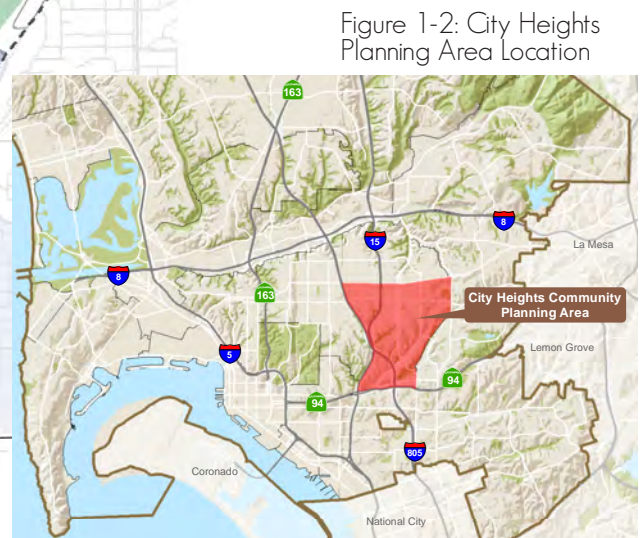 Figure 1-2: City Heights
Planning Area Location
163
8
15
La Mesa
8
163
City Heights Community
Planning Area
Lemon Grove
5
94
94
805
Coronado
National City